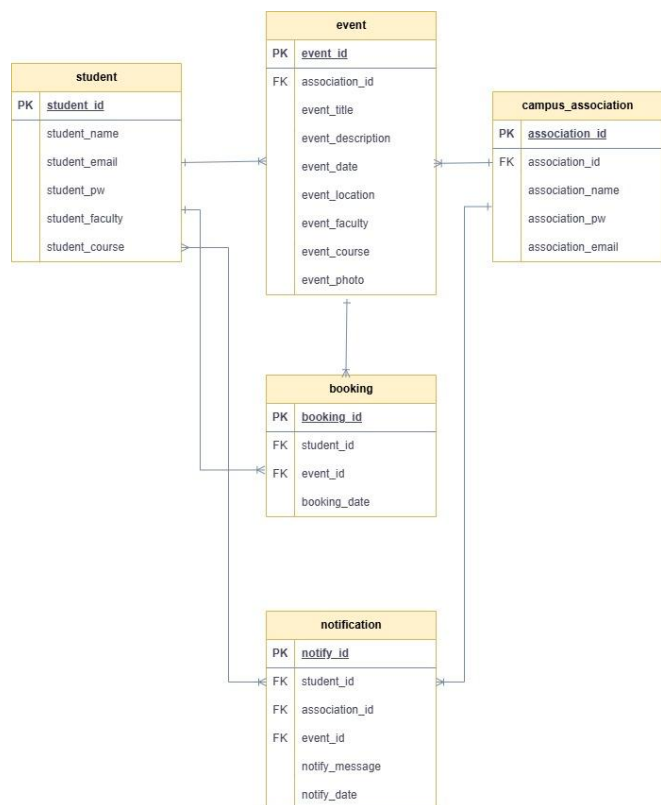 event
PK event_id
FK association_id
event_title
event_description
event_date
event_location
event_faculty
event_course
event_photo
student
PK student_id
student_name
student_email
student_pw
student_faculty
student_course
campus_association
PK association_id
FK association_id
association_name
association_pw
association_email
booking
PK booking_id
FK student_id
FK event_id
booking_date
notification
PK notify_id
FK student_id
FK association_id
FK event_id
notify_message
notify_date